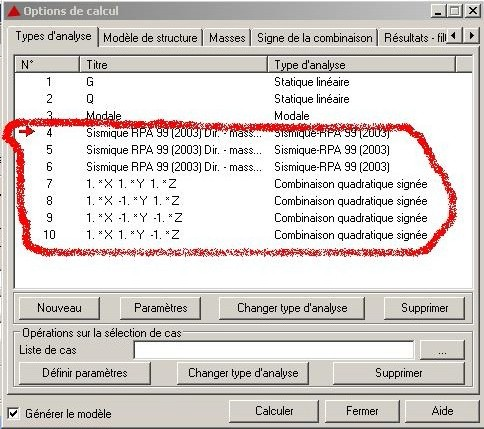 Options de calcul
Types d'analyse Modèle de structure Masses Signe de la combinaison Résultats - filt
N° Titre Type d'analyse
1 G Statique linéaire
2 Q Statique linéaire
3 Modale Modale
4 Sismique RPA 99 (2003) Dir. - mass... Sismique-RPA 99 (2003)
5 Sismique RPA 99 (2003) Dir. - mass... Sismique-RPA 99 (2003)
6 Sismique RPA 99 (2003) Dir. - mass... Sismique-RPA 99 (2003)
7 1. * X 1. * Y 1. * Z Combinaison quadratique signée
8 1. * X -1. * Y 1. * Z Combinaison quadratique signée
9 1. * X -1. * Y -1. * Z Combinaison quadratique signée
10 1. * X 1. * Y -1. * Z Combinaison quadratique signée
Nouveau Paramètres Changer type d'analyse Supprimer
Opérations sur la sélection de cas
Liste de cas ...
Définir paramètres Changer type d'analyse Supprimer
Générer le modèle Calculer Fermer Aide